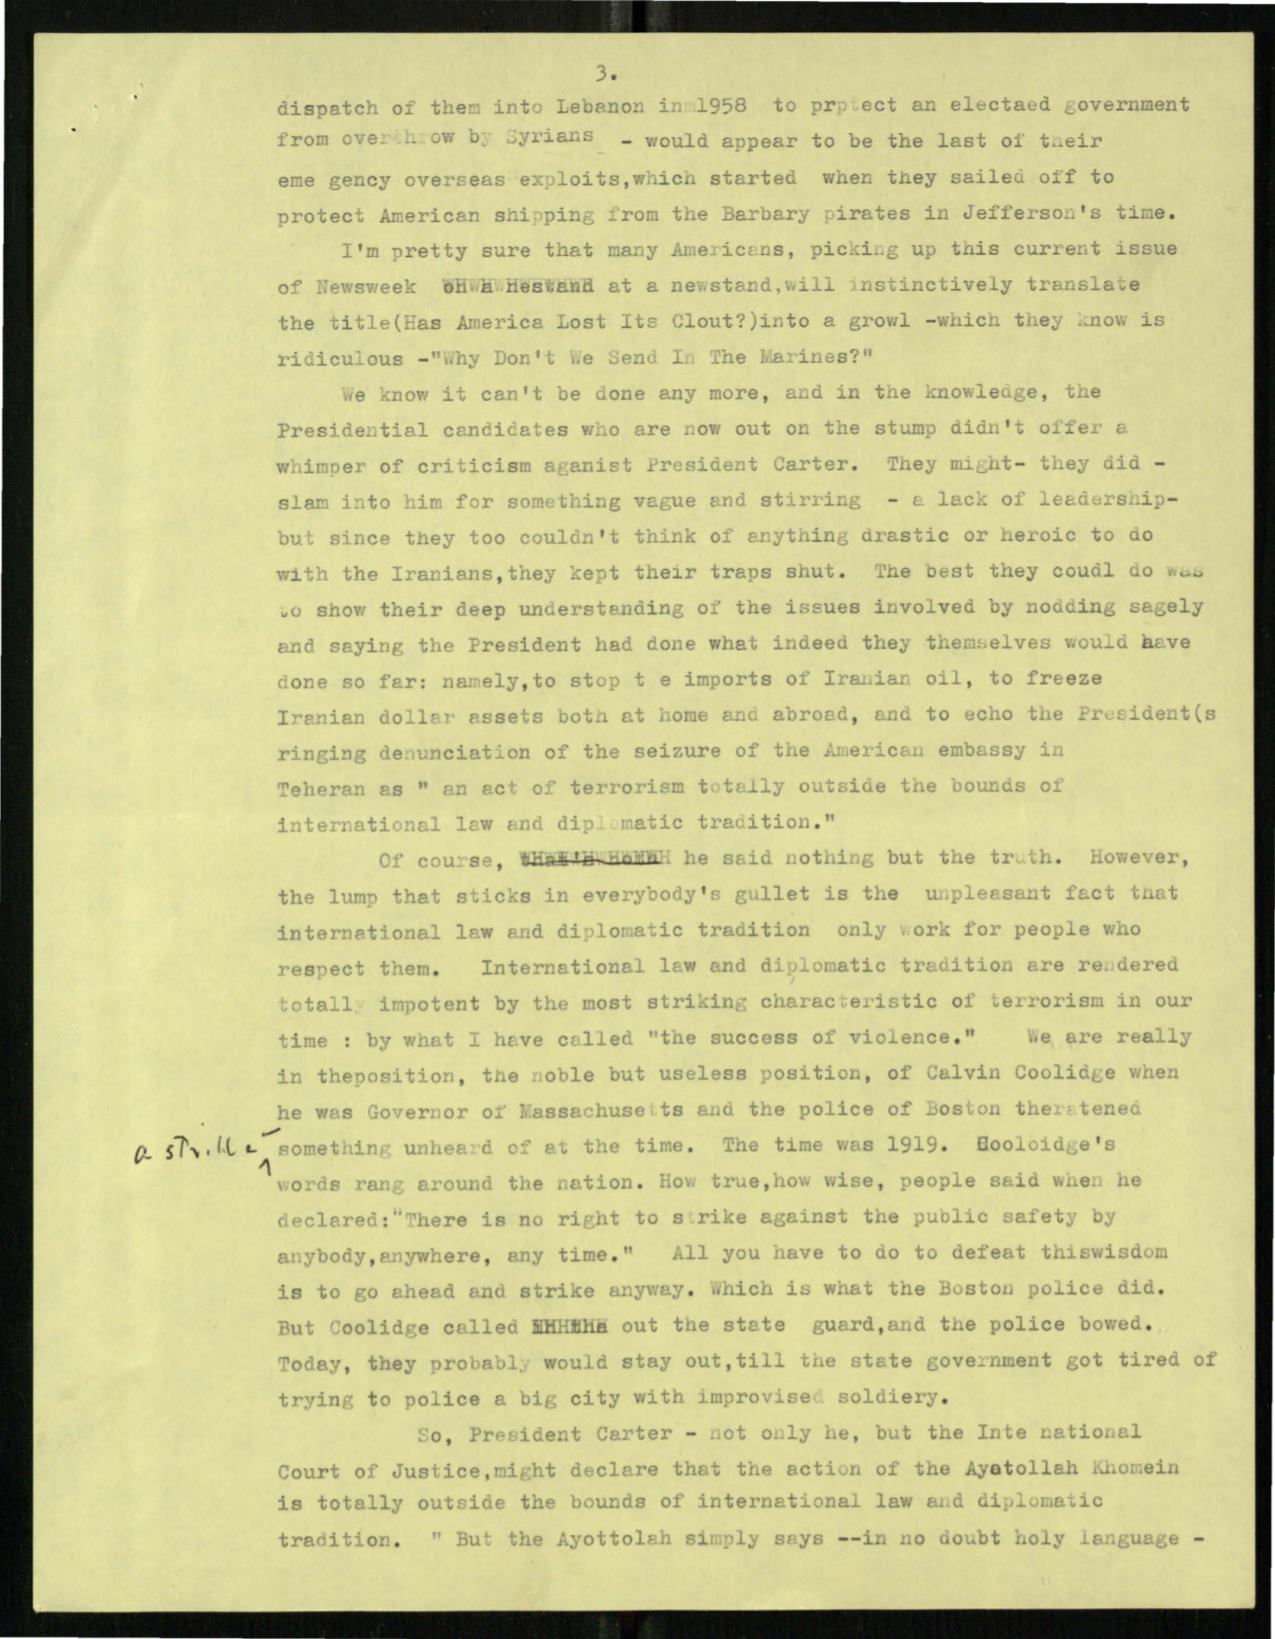 3.
dispatch of them into Lebanon in 1958 to prptect an electaed government
from overthrow by Syrians - would appear to be the last of their
eme gency overseas exploits,which started when they sailed off to
protect American shipping from the Barbary pirates in Jefferson's time.
I'm pretty sure that many Americans, picking up this current issue
of Newsweek at a newstand,will instinctively translate
the title(Has America Lost Its Clout?)into a growl -which they know is
ridiculous -"Why Don't We Send In The Marines?"
We know it can't be done any more, and in the knowledge, the
Presidential candidates who are now out on the stump didn't offer a
whimper of criticism aganist President Carter. They might- they did -
slam into him for something vague and stirring - a lack of leadership-
but since they too couldn't think of anything drastic or heroic to do
with the Iranians,they kept their traps shut. The best they coudl do was
to show their deep understanding of the issues involved by nodding sagely
and saying the President had done what indeed they themselves would have
done so far: namely,to stop t e imports of Iranian oil, to freeze
Iranian dollar assets both at home and abroad, and to echo the President(s
ringing denunciation of the seizure of the American embassy in
Teheran as " an act of terrorism totally outside the bounds of
international law and diplomatic tradition."
Of course, he said nothing but the truth. However,
the lump that sticks in everybody's gullet is the unpleasant fact that
international law and diplomatic tradition only work for people who
respect them. International law and diplomatic tradition are rendered
totally impotent by the most striking characteristic of terrorism in our
time : by what I have called "the success of violence." We are really
in theposition, the noble but useless position, of Calvin Coolidge when
he was Governor of Massachusetts and the police of Boston theratened
a strike - something unheard of at the time. The time was 1919. Cooloidge's
words rang around the nation. How true,how wise, people said when he
declared:"There is no right to strike against the public safety by
anybody,anywhere, any time." All you have to do to defeat thiswisdom
is to go ahead and strike anyway. Which is what the Boston police did.
But Coolidge called out the state guard,and the police bowed.
Today, they probably would stay out,till the state government got tired of
trying to police a big city with improvised soldiery.
So, President Carter - not only he, but the Inte national
Court of Justice,might declare that the action of the Ayatollah Khomein
is totally outside the bounds of international law and diplomatic
tradition. " But the Ayottolah simply says --in no doubt holy language -